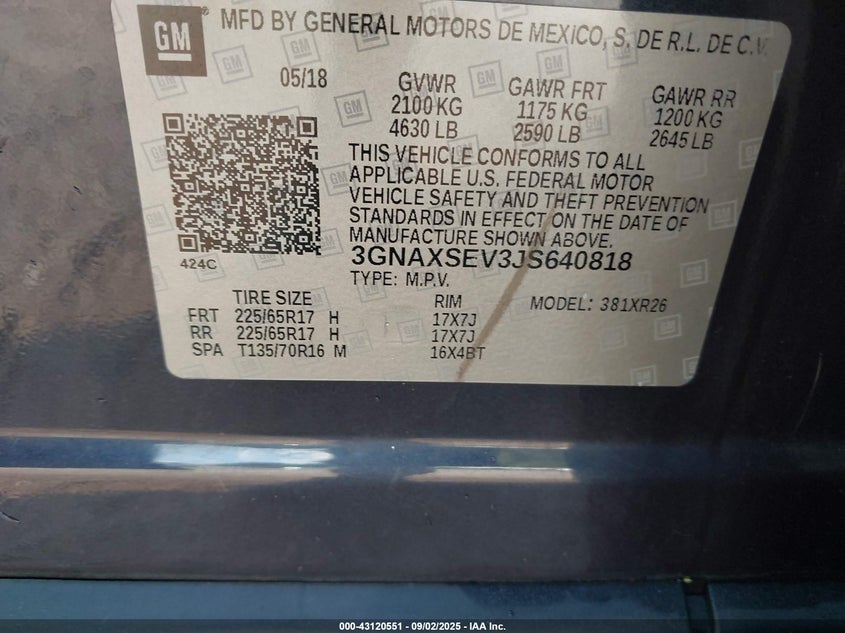 GM MFD BY GENERAL MOTORS DE MEXICO, S. DE R.L. DE C.V.
05/18 GVWR GAWR FRT GAWR RR
2100 KG 1175 KG 1200 KG
4630 LB 2590 LB 2645 LB
THIS VEHICLE CONFORMS TO ALL
APPLICABLE U.S. FEDERAL MOTOR
VEHICLE SAFETY AND THEFT PREVENTION
STANDARDS IN EFFECT ON THE DATE OF
MANUFACTURE SHOWN ABOVE.
424C 3GNAXSEV3JS640818
TYPE: M.P.V.
TIRE SIZE RIM MODEL: 381XR26
FRT 225/65R17 H 17X7J
RR 225/65R17 H 17X7J
SPA T135/70R16 M 16X4BT
000-43120551 - 09/02/2025 - IAA Inc.